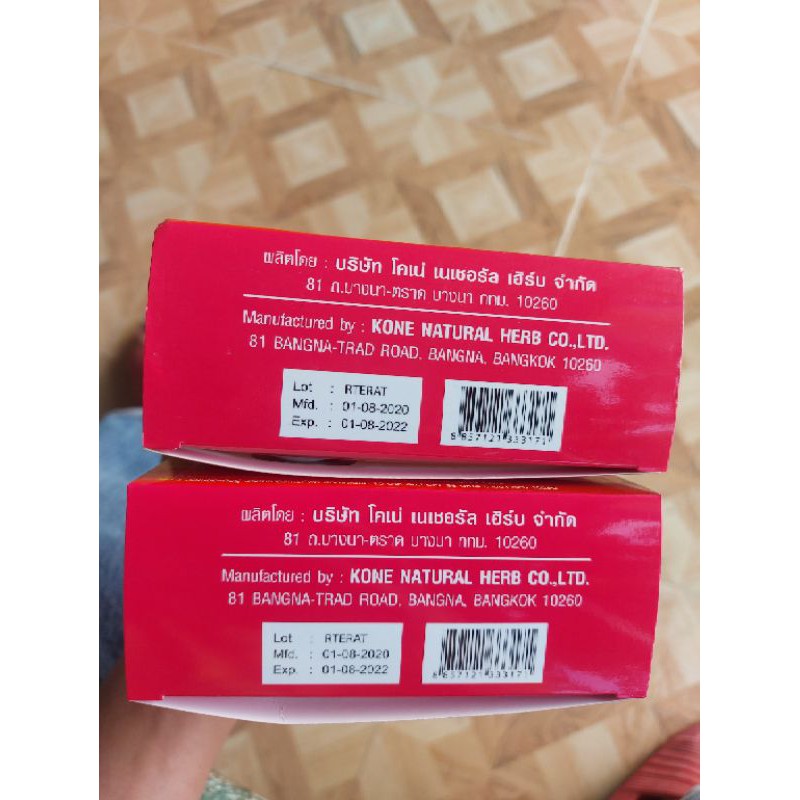 ผลิตโดย : บริษัท โคเน่ เนเชอรัล เฮิร์บ จำกัด
81 ถ.บางนา-ตราด บางนา กทม. 10260
Manufactured by : KONE NATURAL HERB CO.,LTD.
81 BANGNA-TRAD ROAD, BANGNA, BANGKOK 10260
Lot : RTERAT
Mfd. : 01-08-2020
Exp. : 01-08-2022
8 857121 333171
ผลิตโดย : บริษัท โคเน่ เนเชอรัล เฮิร์บ จำกัด
81 ถ.บางนา-ตราด บางนา กทม. 10260
Manufactured by : KONE NATURAL HERB CO.,LTD.
81 BANGNA-TRAD ROAD, BANGNA, BANGKOK 10260
Lot : RTERAT
Mfd. : 01-08-2020
Exp. : 01-08-2022
8 857121 333171